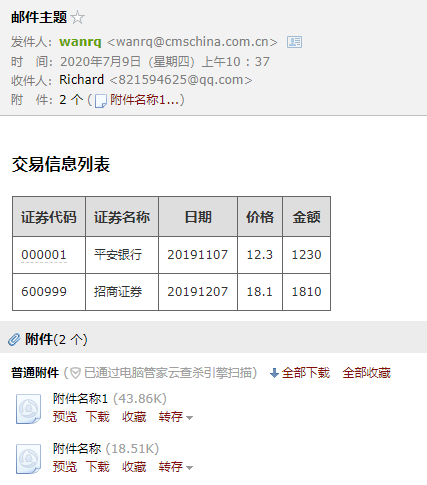 邮件主题☆
发件人：wanrq <wanrq@cmschina.com.cn>
时　间：2020年7月9日（星期四）上午10：37
收件人：Richard <821594625@qq.com>
附　件：2 个 (附件名称1...)
交易信息列表
证券代码 证券名称 日期 价格 金额
000001 平安银行 20191107 12.3 1230
600999 招商证券 20191207 18.1 1810
附件(2 个)
普通附件 (已通过电脑管家云查杀引擎扫描) 全部下载 全部收藏
附件名称1 (43.86K)
预览 下载 收藏 转存
附件名称 (18.51K)
预览 下载 收藏 转存